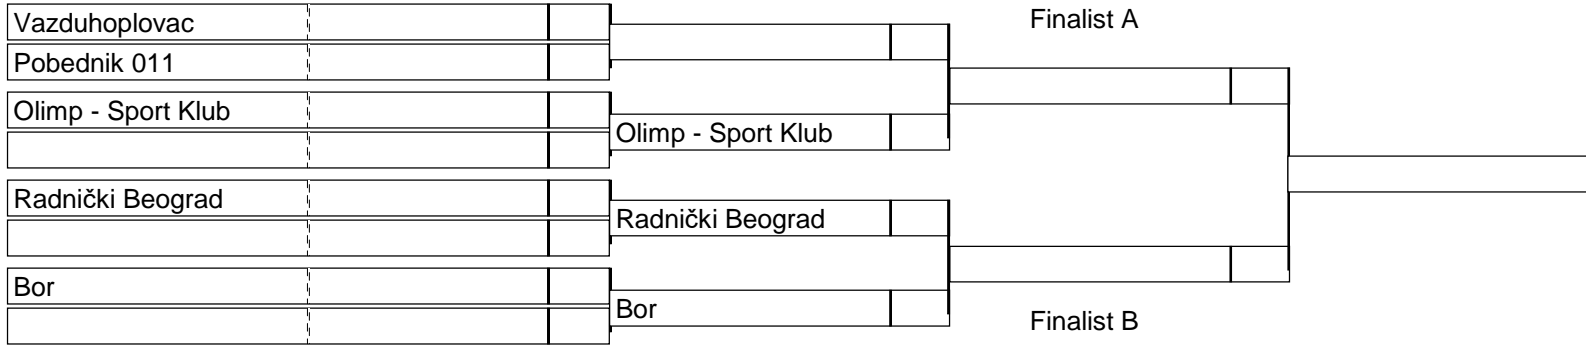 Vazduhoplovac
Pobednik 011
Olimp - Sport Klub
Radnički Beograd
Bor
Olimp - Sport Klub
Radnički Beograd
Bor
Finalist A
Finalist B